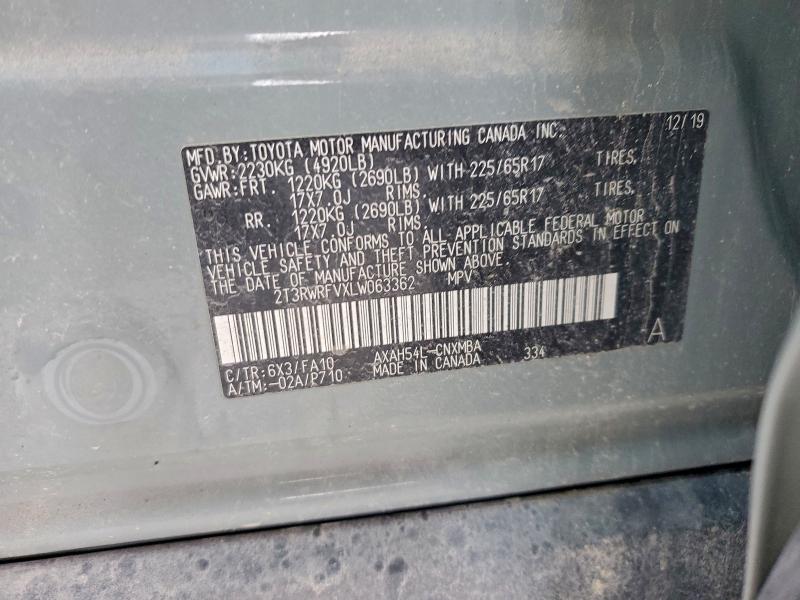 MFD.BY:TOYOTA MOTOR MANUFACTURING CANADA INC. 12/19
GVWR:2230KG (4920LB)
GAWR:FRT. 1220KG (2690LB) WITH 225/65R17 TIRES,
17X7.0J RIMS,
RR. 1220KG (2690LB) WITH 225/65R17 TIRES,
17X7.0J RIMS,
THIS VEHICLE CONFORMS TO ALL APPLICABLE FEDERAL MOTOR
VEHICLE SAFETY AND THEFT PREVENTION STANDARDS IN EFFECT ON
THE DATE OF MANUFACTURE SHOWN ABOVE.
2T3RWRFVXLW063362 MPV
C/TR:6X3/FA10 AXAH54L-CNXMBA 334 A
A/TM:-02A/P710 MADE IN CANADA